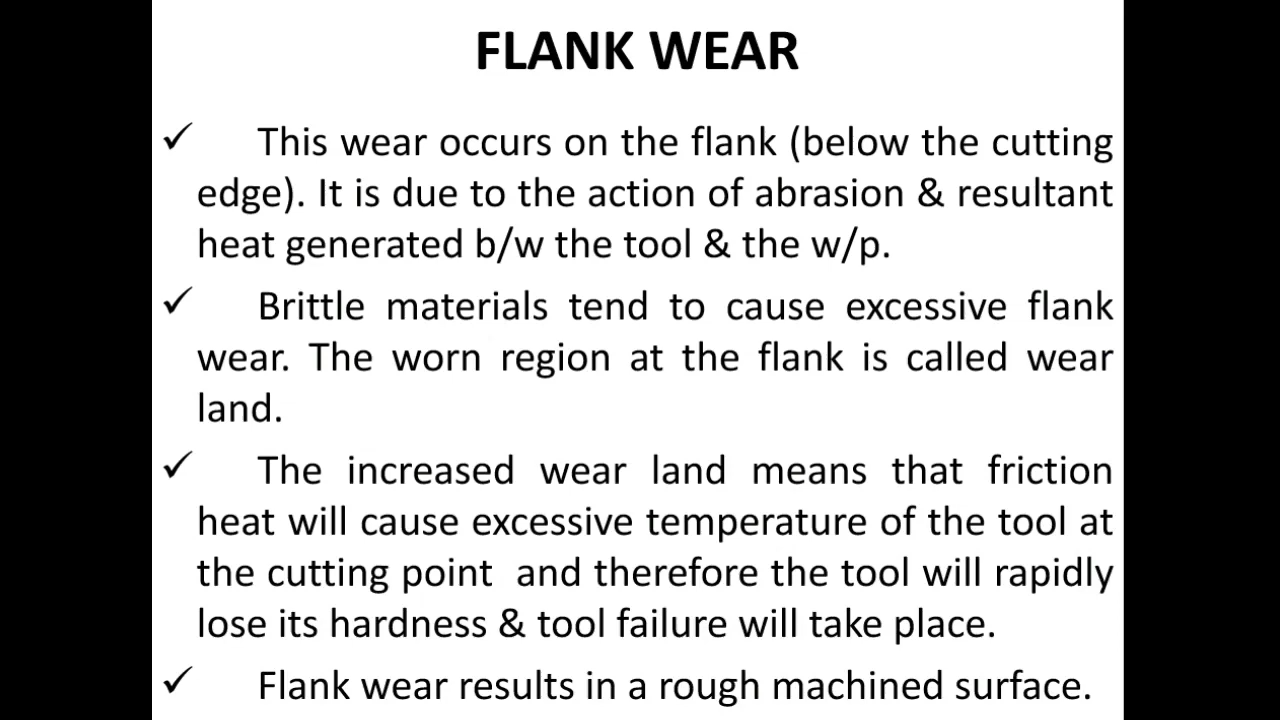 FLANK WEAR
✓ This wear occurs on the flank (below the cutting
edge). It is due to the action of abrasion & resultant
heat generated b/w the tool & the w/p.
✓ Brittle materials tend to cause excessive flank
wear. The worn region at the flank is called wear
land.
✓ The increased wear land means that friction
heat will cause excessive temperature of the tool at
the cutting point and therefore the tool will rapidly
lose its hardness & tool failure will take place.
✓ Flank wear results in a rough machined surface.